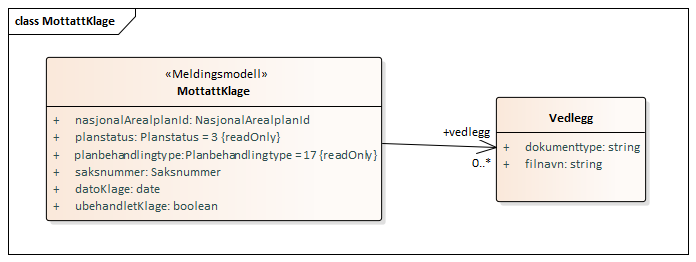 class MottattKlage
«Meldingsmodell»
MottattKlage
+ nasjonalArealplanId: NasjonalArealplanId
+ planstatus: Planstatus = 3 {readOnly}
+ planbehandlingtype:Planbehandlingtype = 17 {readOnly}
+ saksnummer: Saksnummer
+ datoKlage: date
+ ubehandletKlage: boolean
+vedlegg
0..*
Vedlegg
+ dokumenttype: string
+ filnavn: string